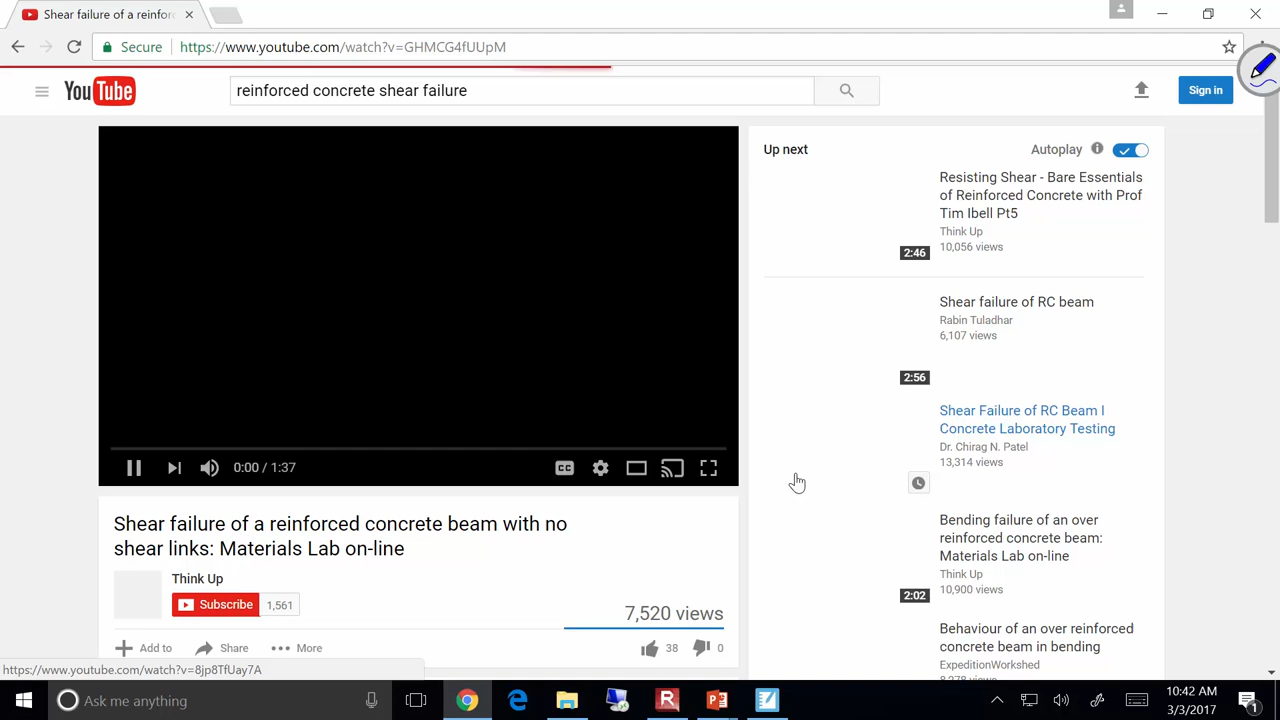 Shear failure of a reinforc
Secure
https://www.youtube.com/watch?v=GHMCG4fUUpM
YouTube
reinforced concrete shear failure
Sign in
Up next
Autoplay
Resisting Shear - Bare Essentials
of Reinforced Concrete with Prof
Tim Ibell Pt5
Think Up
10,056 views
2:46
Shear failure of RC beam
Rabin Tuladhar
6,107 views
2:56
Shear Failure of RC Beam I
Concrete Laboratory Testing
Dr. Chirag N. Patel
13,314 views
Bending failure of an over
reinforced concrete beam:
Materials Lab on-line
Think Up
10,900 views
2:02
Behaviour of an over reinforced
concrete beam in bending
ExpeditionWorkshed
8,278 views
0:00 / 1:37
CC
Shear failure of a reinforced concrete beam with no
shear links: Materials Lab on-line
Think Up
Subscribe
1,561
7,520 views
Add to
Share
More
38
0
https://www.youtube.com/watch?v=8jp8TfUay7A
Ask me anything
10:42 AM
3/3/2017
1